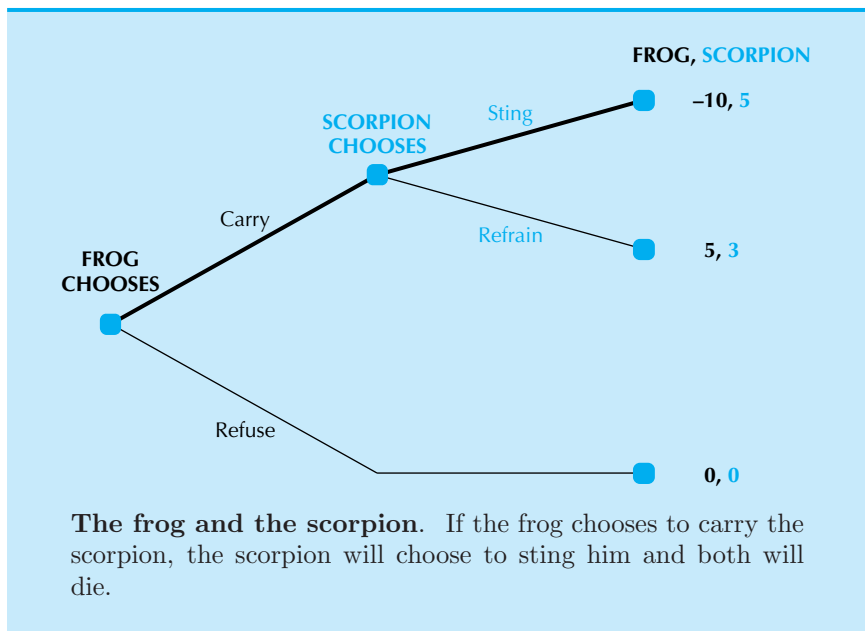 FROG, SCORPION
–10, 5
Sting
SCORPION
CHOOSES
Carry
Refrain
5, 3
FROG
CHOOSES
Refuse
0, 0
The frog and the scorpion. If the frog chooses to carry the
scorpion, the scorpion will choose to sting him and both will
die.